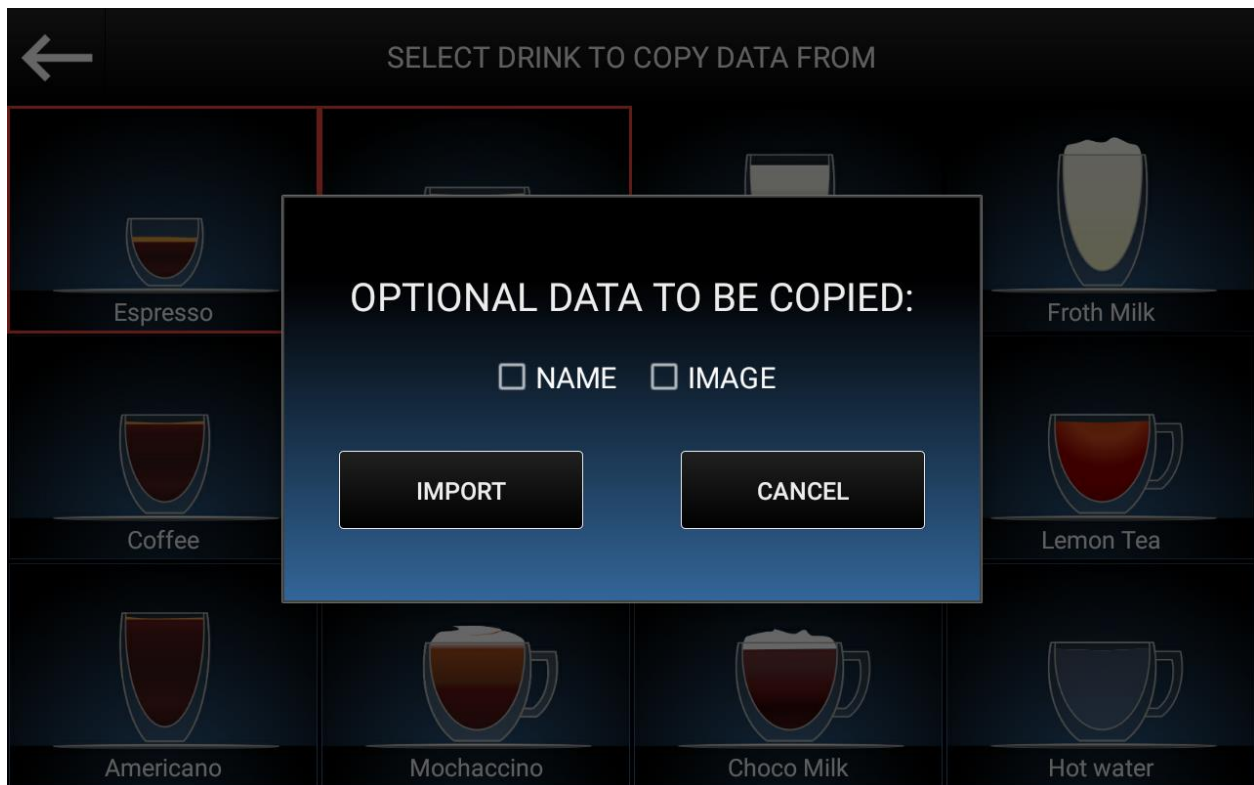 SELECT DRINK TO COPY DATA FROM
Espresso
Froth Milk
OPTIONAL DATA TO BE COPIED:
NAME IMAGE
IMPORT CANCEL
Coffee
Lemon Tea
Americano Mochaccino Choco Milk Hot water